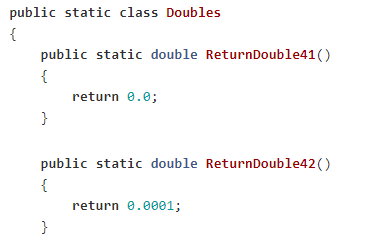 public static class Doubles
{
    public static double ReturnDouble41()
    {
        return 0.0;
    }

    public static double ReturnDouble42()
    {
        return 0.0001;
    }